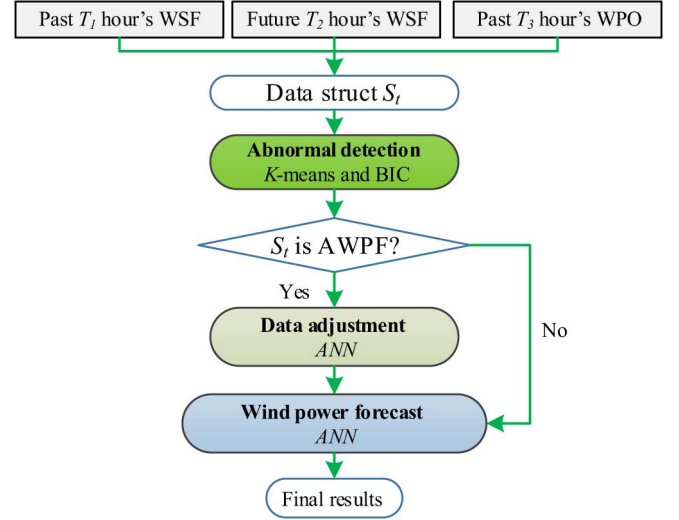 Past T1 hour's WSF
Future T2 hour's WSF
Past T3 hour's WPO
Data struct St
Abnormal detection
K-means and BIC
St is AWPF?
Yes
No
Data adjustment
ANN
Wind power forecast
ANN
Final results